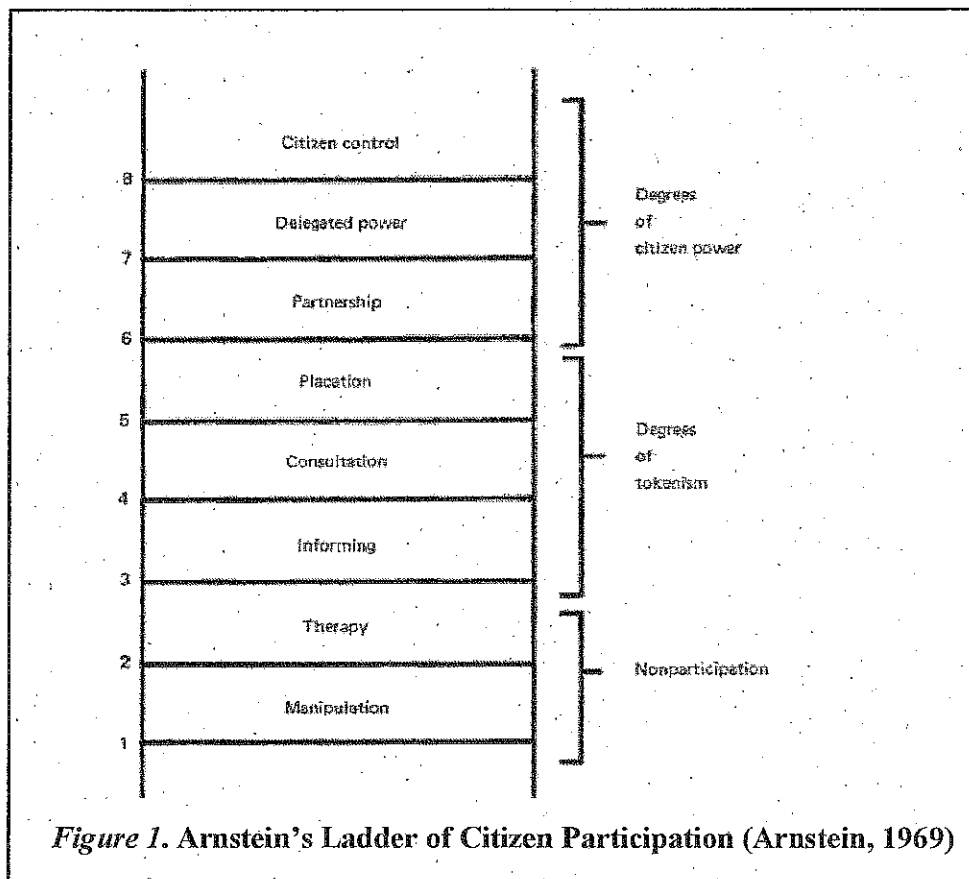 Citizen control
8
Delegated power
7
Partnership
6
Placation
5
Consultation
4
Informing
3
Therapy
2
Manipulation
1
Degrees
of
citizen power
Degrees
of
tokenism
Nonparticipation
Figure 1. Arnstein's Ladder of Citizen Participation (Arnstein, 1969)